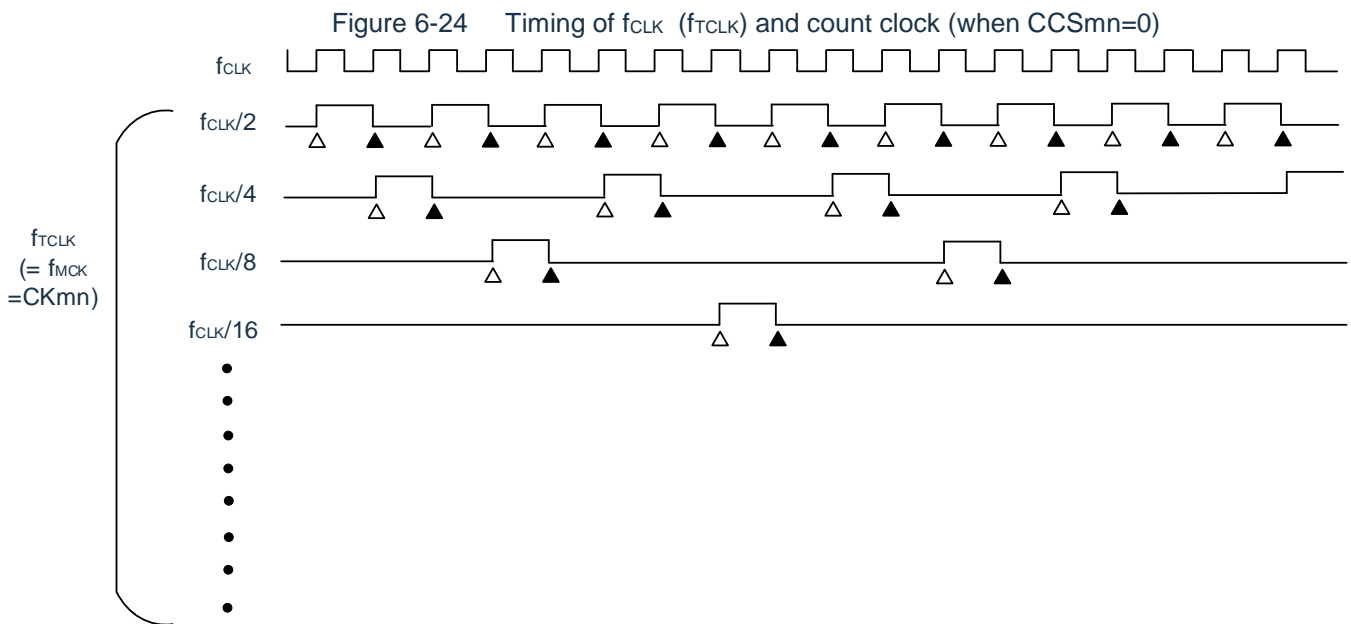 Figure 6-24 Timing of fCLK (fTCLK) and count clock (when CCSmn=0)
fCLK
fCLK/2
fCLK/4
fTCLK
(= fMCK
=CKmn)
fCLK/8
fCLK/16